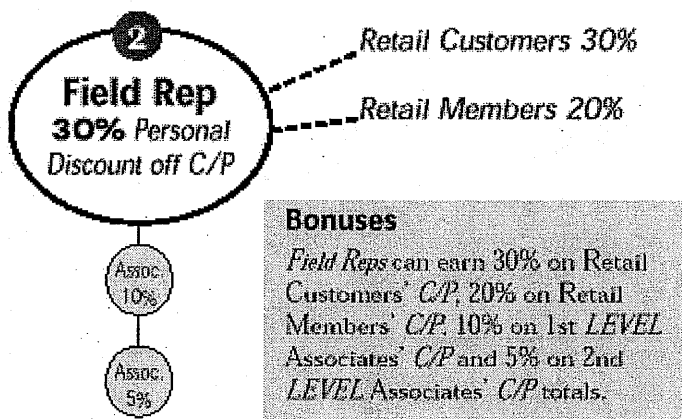 2
Field Rep
30% Personal
Discount off C/P
Retail Customers 30%
Retail Members 20%
Assoc.
10%
Assoc.
5%
Bonuses
Field Reps can earn 30% on Retail
Customers' C/P, 20% on Retail
Members' C/P, 10% on 1st LEVEL
Associates' C/P and 5% on 2nd
LEVEL Associates' C/P totals.